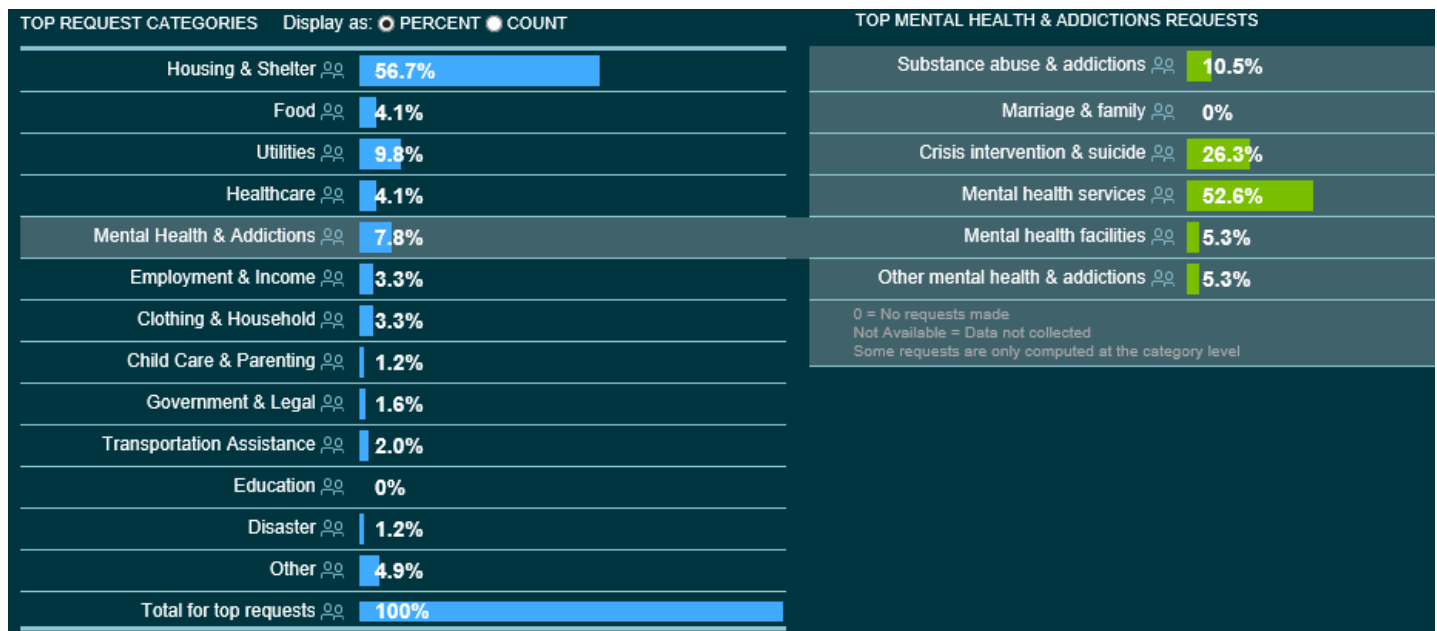 TOP REQUEST CATEGORIES Display as: PERCENT COUNT
Housing & Shelter 56.7%
Food 4.1%
Utilities 9.8%
Healthcare 4.1%
Mental Health & Addictions 7.8%
Employment & Income 3.3%
Clothing & Household 3.3%
Child Care & Parenting 1.2%
Government & Legal 1.6%
Transportation Assistance 2.0%
Education 0%
Disaster 1.2%
Other 4.9%
Total for top requests 100%
TOP MENTAL HEALTH & ADDICTIONS REQUESTS
Substance abuse & addictions 10.5%
Marriage & family 0%
Crisis intervention & suicide 26.3%
Mental health services 52.6%
Mental health facilities 5.3%
Other mental health & addictions 5.3%
0 = No requests made
Not Available = Data not collected
Some requests are only computed at the category level